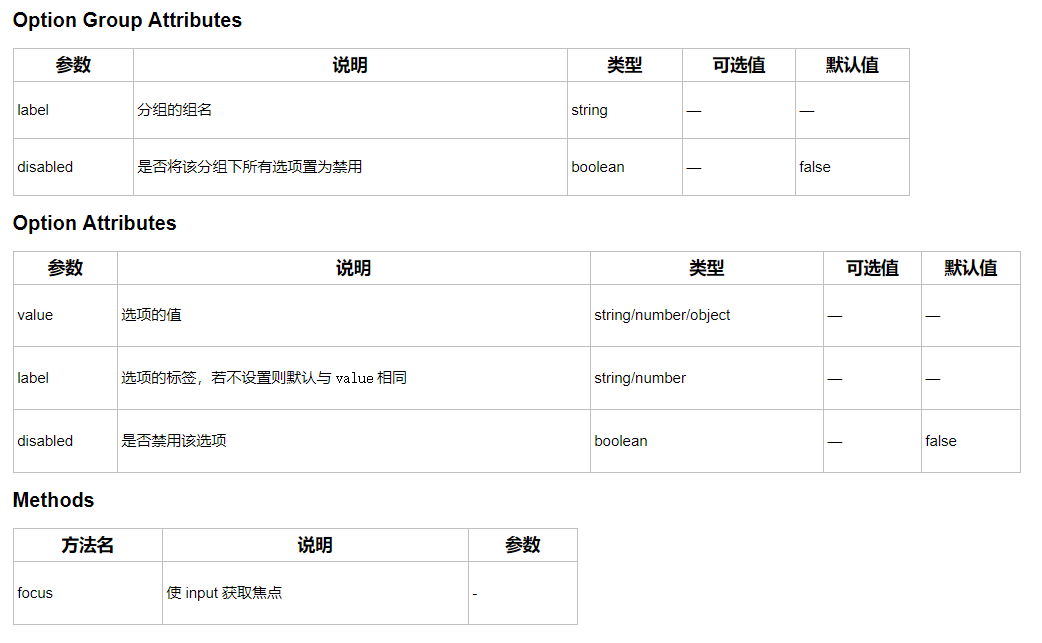 Option Group Attributes
参数 说明 类型 可选值 默认值
label 分组的组名 string — —
disabled 是否将该分组下所有选项置为禁用 boolean — false
Option Attributes
参数 说明 类型 可选值 默认值
value 选项的值 string/number/object — —
label 选项的标签，若不设置则默认与 value 相同 string/number — —
disabled 是否禁用该选项 boolean — false
Methods
方法名 说明 参数
focus 使 input 获取焦点 -